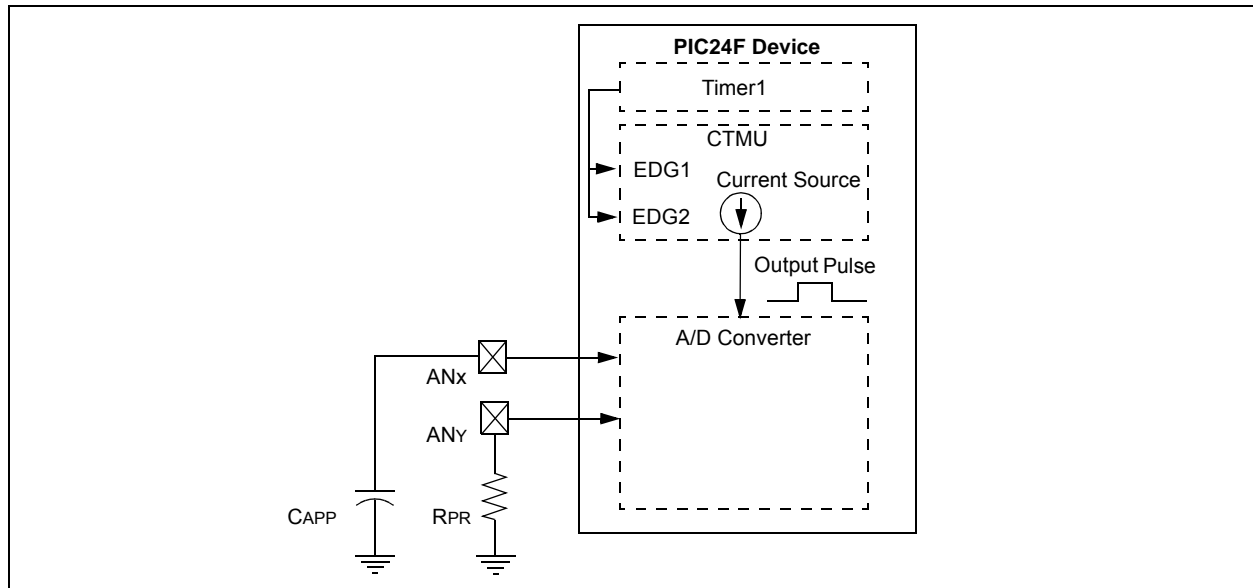 PIC24F Device
Timer1
CTMU
EDG1
Current Source
EDG2
Output Pulse
A/D Converter
ANx
ANY
CAPP
RPR